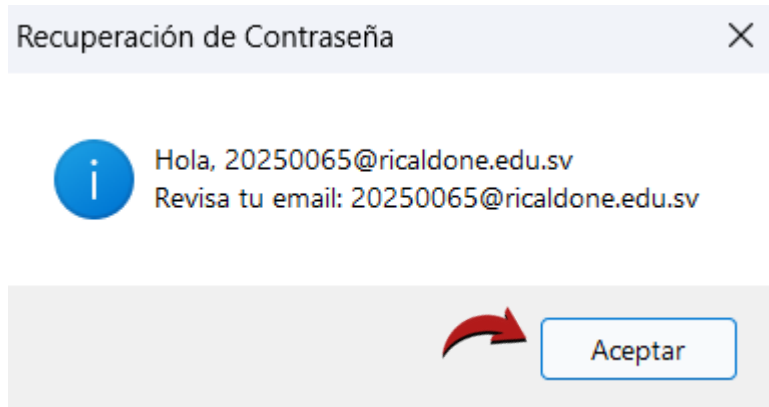 Recuperación de Contraseña
Hola, 20250065@ricaldone.edu.sv
Revisa tu email: 20250065@ricaldone.edu.sv
Aceptar